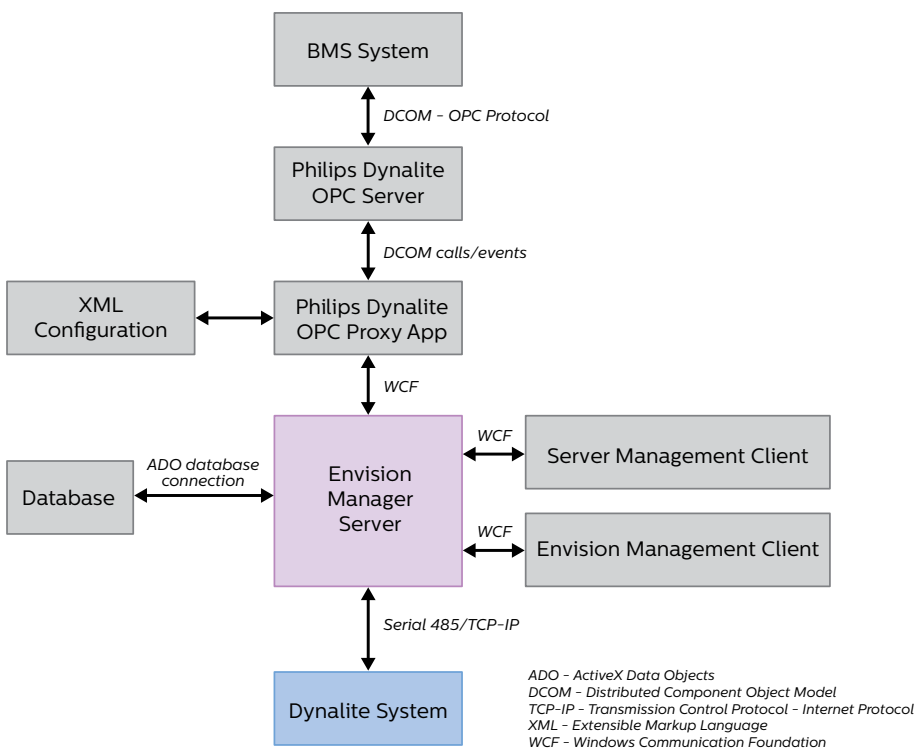 BMS System
DCOM - OPC Protocol
Philips Dynalite
OPC Server
DCOM calls/events
XML
Configuration
Philips Dynalite
OPC Proxy App
WCF
ADO database
connection
Database
Envision
Manager
Server
WCF
Server Management Client
WCF
Envision Management Client
Serial 485/TCP-IP
Dynalite System
ADO - ActiveX Data Objects
DCOM - Distributed Component Object Model
TCP-IP - Transmission Control Protocol - Internet Protocol
XML - Extensible Markup Language
WCF - Windows Communication Foundation